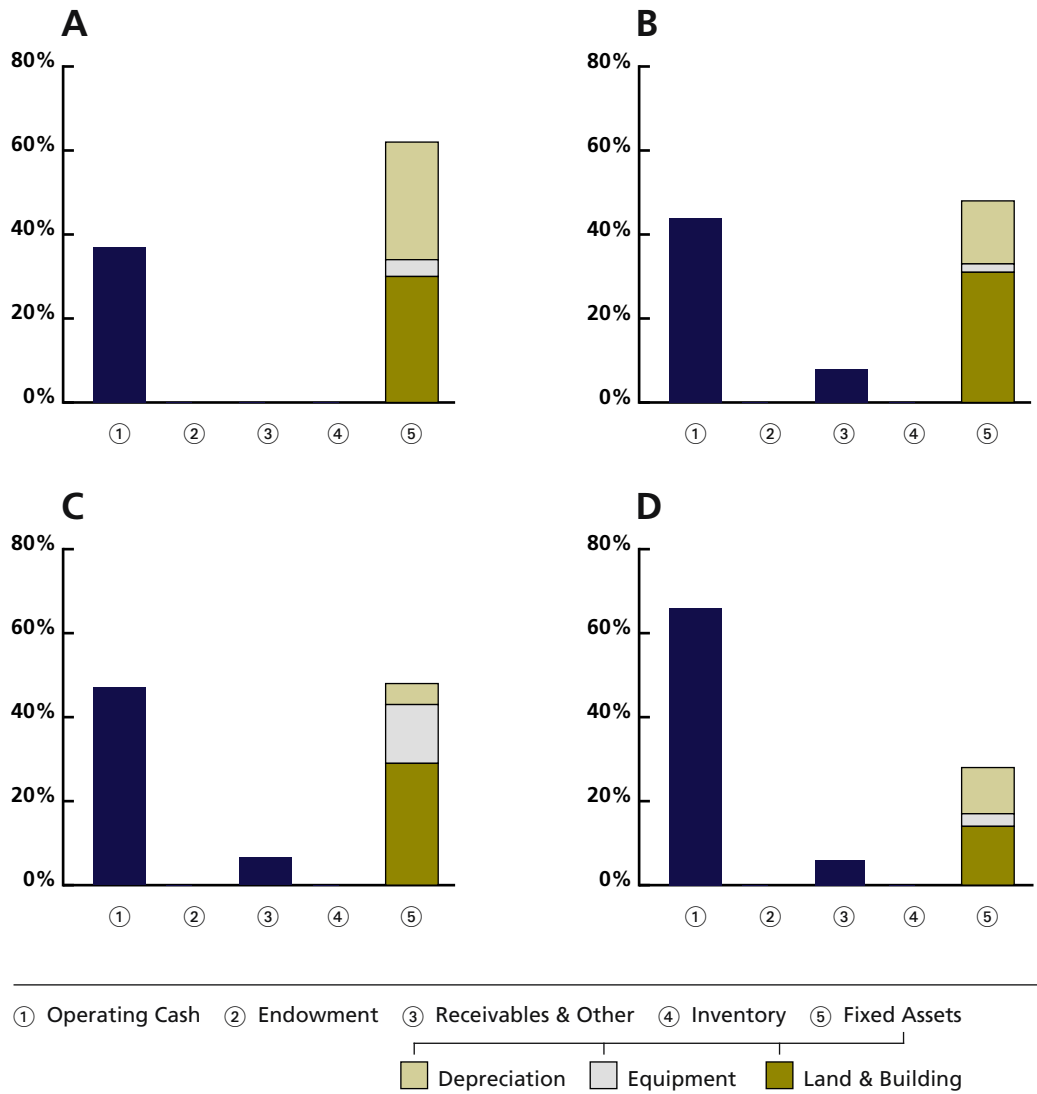 A
80%
60%
40%
20%
0%
① ② ③ ④ ⑤
B
80%
60%
40%
20%
0%
① ② ③ ④ ⑤
C
80%
60%
40%
20%
0%
① ② ③ ④ ⑤
D
80%
60%
40%
20%
0%
① ② ③ ④ ⑤
① Operating Cash ② Endowment ③ Receivables & Other ④ Inventory ⑤ Fixed Assets
Depreciation Equipment Land & Building